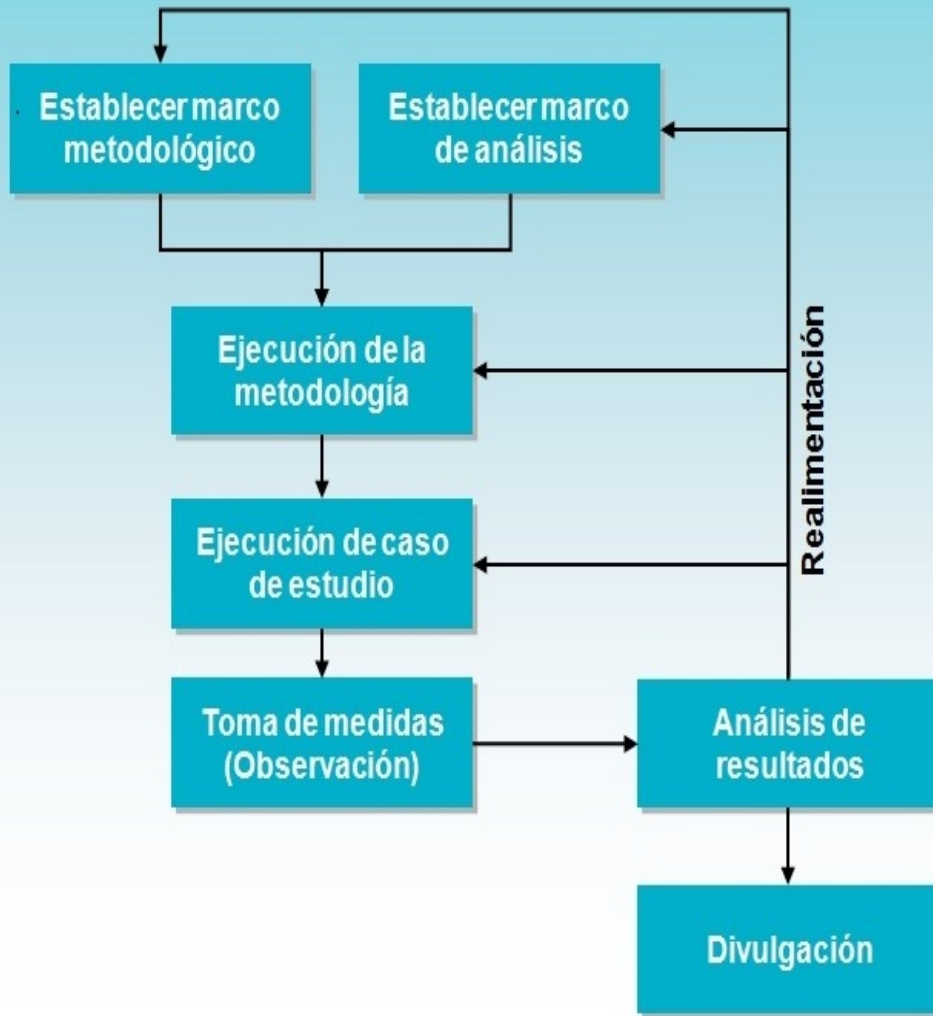 Establecer marco
metodológico
Establecer marco
de análisis
Ejecución de la
metodología
Realimentación
Ejecución de caso
de estudio
Toma de medidas
(Observación)
Análisis de
resultados
Divulgación